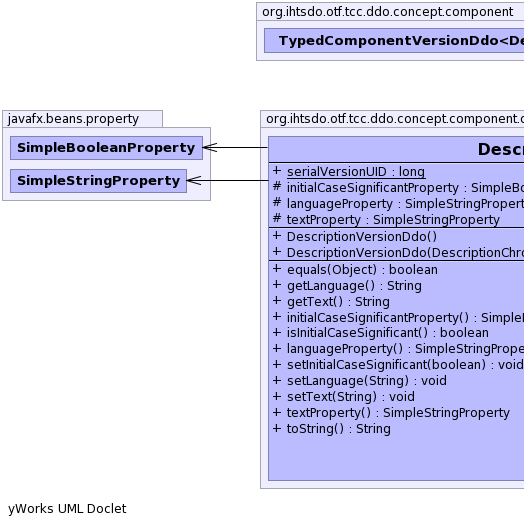 org.ihtsdo.otf.tcc.ddo.concept.component
TypedComponentVersionDdo<De
javafx.beans.property
SimpleBooleanProperty
SimpleStringProperty
org.ihtsdo.otf.tcc.ddo.concept.component.d
Descri
+ serialVersionUID : long
# initialCaseSignificantProperty : SimpleBo
# languageProperty : SimpleStringPropert
# textProperty : SimpleStringProperty
+ DescriptionVersionDdo()
+ DescriptionVersionDdo(DescriptionChro
+ equals(Object) : boolean
+ getLanguage() : String
+ getText() : String
+ initialCaseSignificantProperty() : SimpleB
+ isInitialCaseSignificant() : boolean
+ languageProperty() : SimpleStringPrope
+ setInitialCaseSignificant(boolean) : void
+ setLanguage(String) : void
+ setText(String) : void
+ textProperty() : SimpleStringProperty
+ toString() : String
yWorks UML Doclet